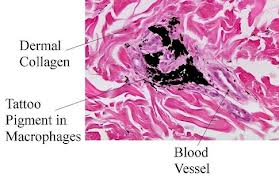 Dermal
Collagen
Tattoo
Pigment in
Macrophages
Blood
Vessel